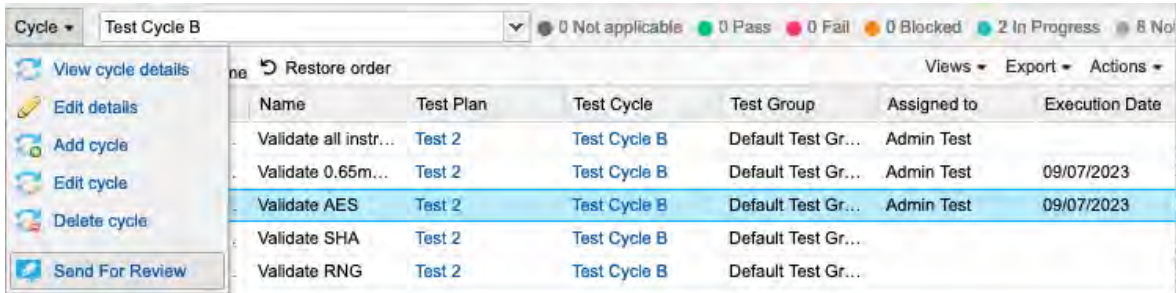 Cycle Test Cycle B 0 Not applicable 0 Pass 0 Fail 0 Blocked 2 In Progress 8 No
View cycle details
Edit details
Add cycle
Edit cycle
Delete cycle
Send For Review
me Restore order Views Export Actions
Name Test Plan Test Cycle Test Group Assigned to Execution Date
Validate all instr... Test 2 Test Cycle B Default Test Gr... Admin Test
Validate 0.65m... Test 2 Test Cycle B Default Test Gr... Admin Test 09/07/2023
Validate AES Test 2 Test Cycle B Default Test Gr... Admin Test 09/07/2023
Validate SHA Test 2 Test Cycle B Default Test Gr...
Validate RNG Test 2 Test Cycle B Default Test Gr...